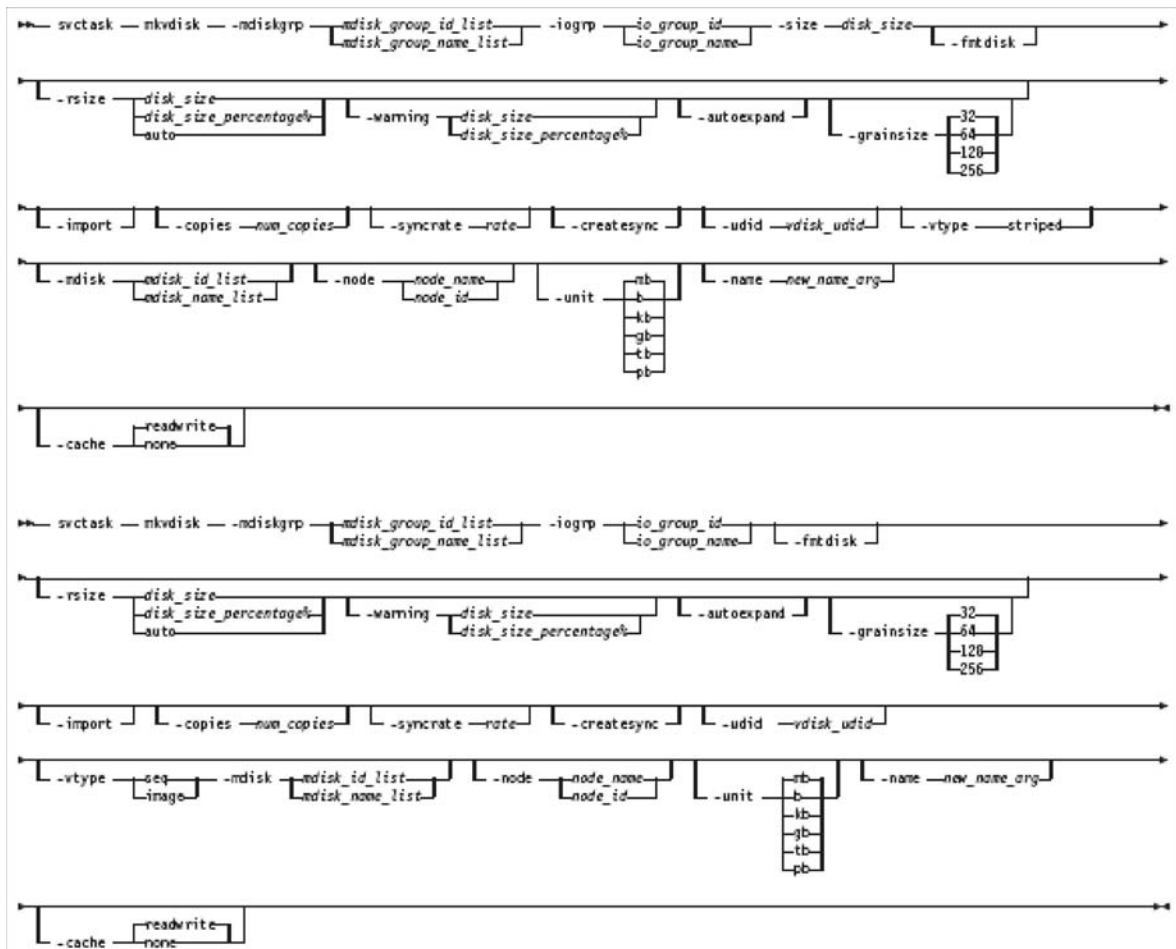 svctask mkvdisk -mdiskgrp mdisk_group_id_list -iogrp io_group_id -size disk_size
mdisk_group_name_list io_group_name -fmtdisk
-rsize disk_size
disk_size_percentage% -warning disk_size -autoexpand -grainsize 32
auto disk_size_percentage% 64
128
256
-import -copies num_copies -syncrate rate -createsync -udid vdisk_udid -vtype striped
-mdisk mdisk_id_list -node node_name -unit mb -name new_name_arg
mdisk_name_list node_id b
kb
gb
tb
pb
-cache readwrite
none
svctask mkvdisk -mdiskgrp mdisk_group_id_list -iogrp io_group_id
mdisk_group_name_list io_group_name -fmtdisk
-rsize disk_size
disk_size_percentage% -warning disk_size -autoexpand -grainsize 32
auto disk_size_percentage% 64
128
256
-import -copies num_copies -syncrate rate -createsync -udid vdisk_udid
-vtype seq -mdisk mdisk_id_list -node node_name -unit mb -name new_name_arg
image mdisk_name_list node_id b
kb
gb
tb
pb
-cache readwrite
none